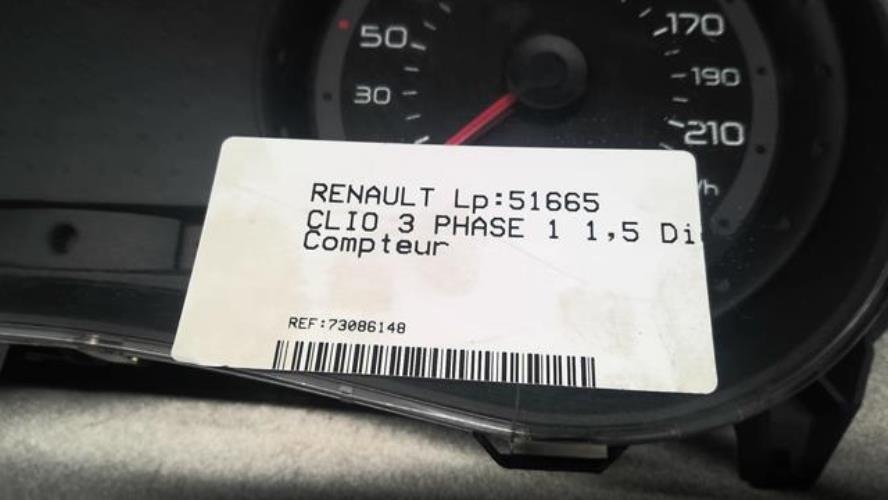 50
30
170
190
210
/h
RENAULT Lp:51665
CLIO 3 PHASE 1 1,5 Di
Compteur
REF:73086148